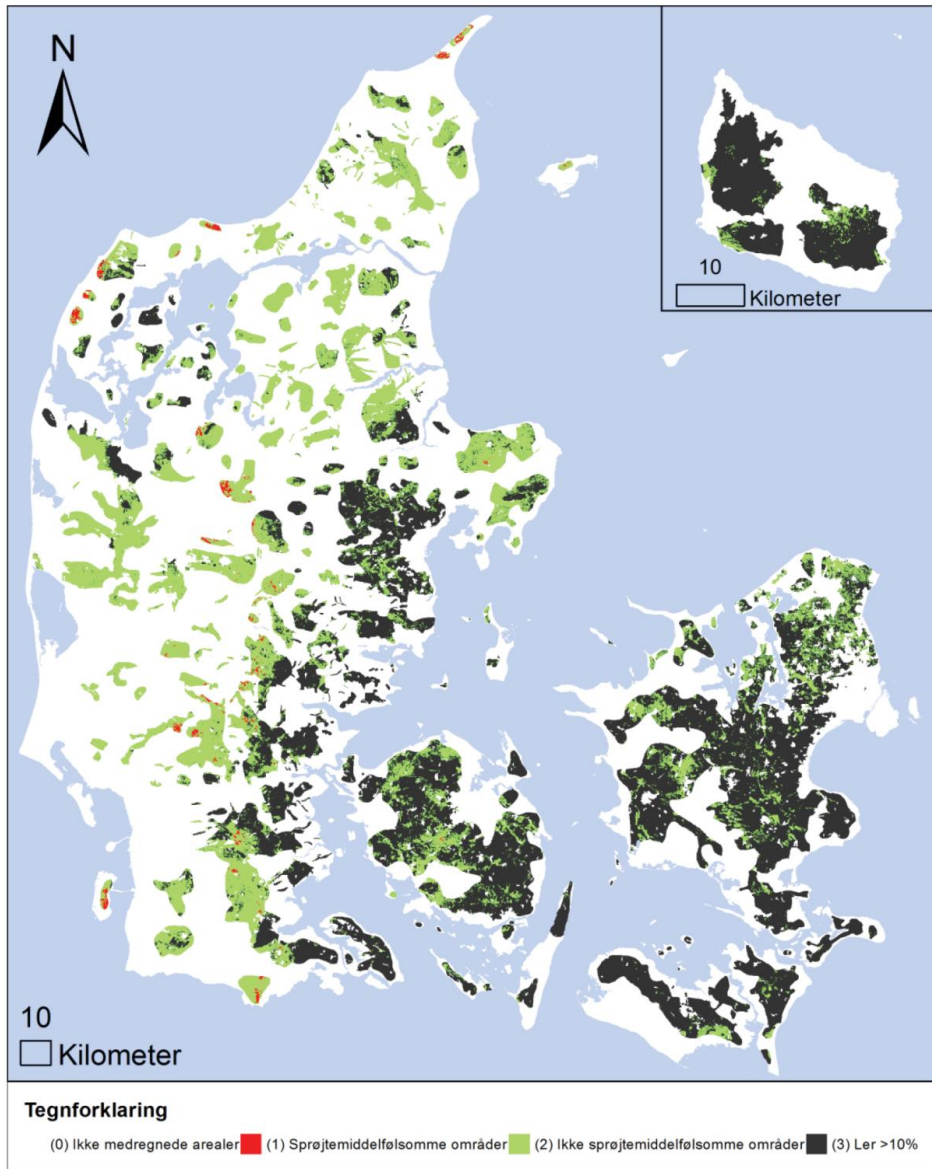 N
10
Kilometer
10
Kilometer
Tegnforklaring
(0) Ikke medregnede arealer (1) Sprøjtemiddelfølsomme områder (2) Ikke sprøjtemiddelfølsomme områder (3) Ler >10%